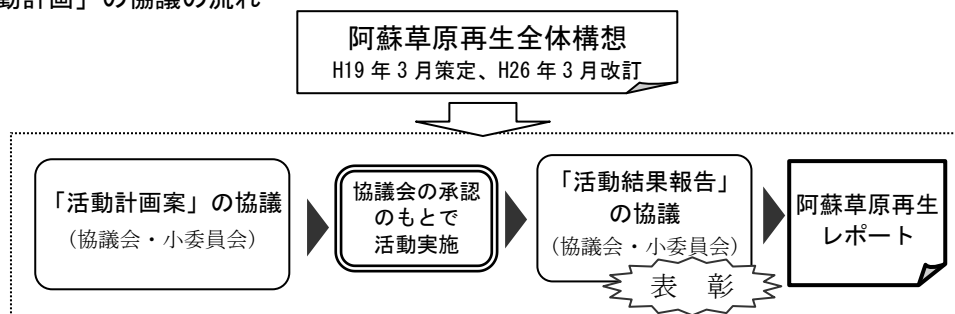 動計画」の協議の流れ
阿蘇草原再生全体構想
H19 年 3 月策定、H26 年 3 月改訂
「活動計画案」の協議
（協議会・小委員会）
協議会の承認
のもとで
活動実施
「活動結果報告」
の協議
（協議会・小委員会）
表 彰
阿蘇草原再生
レポート